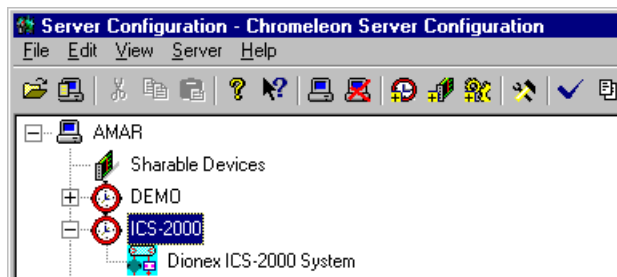 Server Configuration - Chromeleon Server Configuration
File Edit View Server Help
AMAR
Sharable Devices
DEMO
ICS-2000
Dionex ICS-2000 System